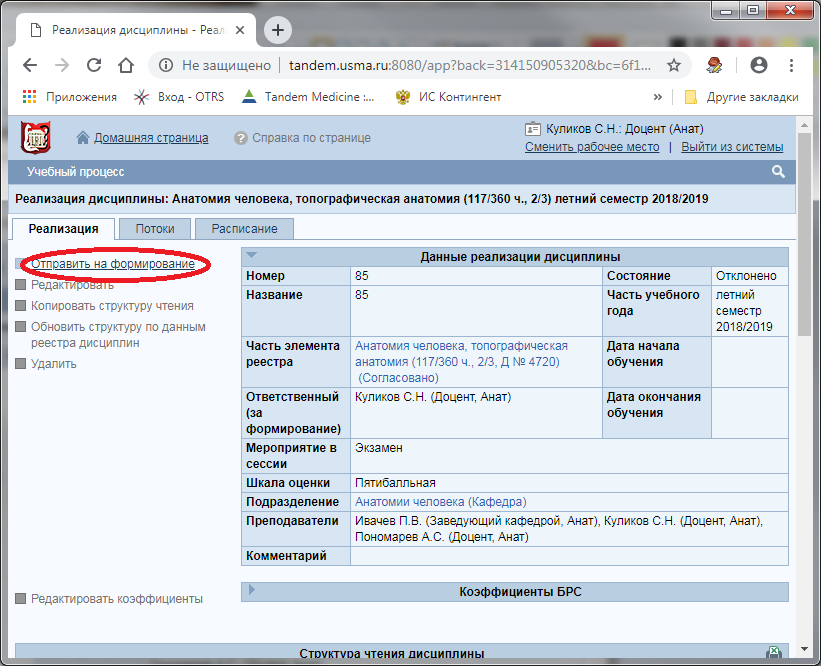 Реализация дисциплины - Реал
Не защищено | tandem.usma.ru:8080/app?back=314150905320&bc=6f1...
Приложения Вход - OTRS Tandem Medicine :... ИС Контингент » Другие закладки
Домашняя страница Справка по странице Куликов С.Н.: Доцент (Анат)
Сменить рабочее место | Выйти из системы
Учебный процесс
Реализация дисциплины: Анатомия человека, топографическая анатомия (117/360 ч., 2/3) летний семестр 2018/2019
Реализация Потоки Расписание
Отправить на формирование
Редактировать
Копировать структуру чтения
Обновить структуру по данным
реестра дисциплин
Удалить
Редактировать коэффициенты
Данные реализации дисциплины
Номер 85 Состояние Отклонено
Название 85 Часть учебного года летний семестр 2018/2019
Часть элемента реестра Анатомия человека, топографическая анатомия (117/360 ч., 2/3, Д № 4720) (Согласовано) Дата начала обучения
Ответственный (за формирование) Куликов С.Н. (Доцент, Анат) Дата окончания обучения
Мероприятие в сессии Экзамен
Шкала оценки Пятибалльная
Подразделение Анатомии человека (Кафедра)
Преподаватели Ивачев П.В. (Заведующий кафедрой, Анат), Куликов С.Н. (Доцент, Анат), Пономарев А.С. (Доцент, Анат)
Комментарий
Коэффициенты БРС
Структура чтения дисциплины